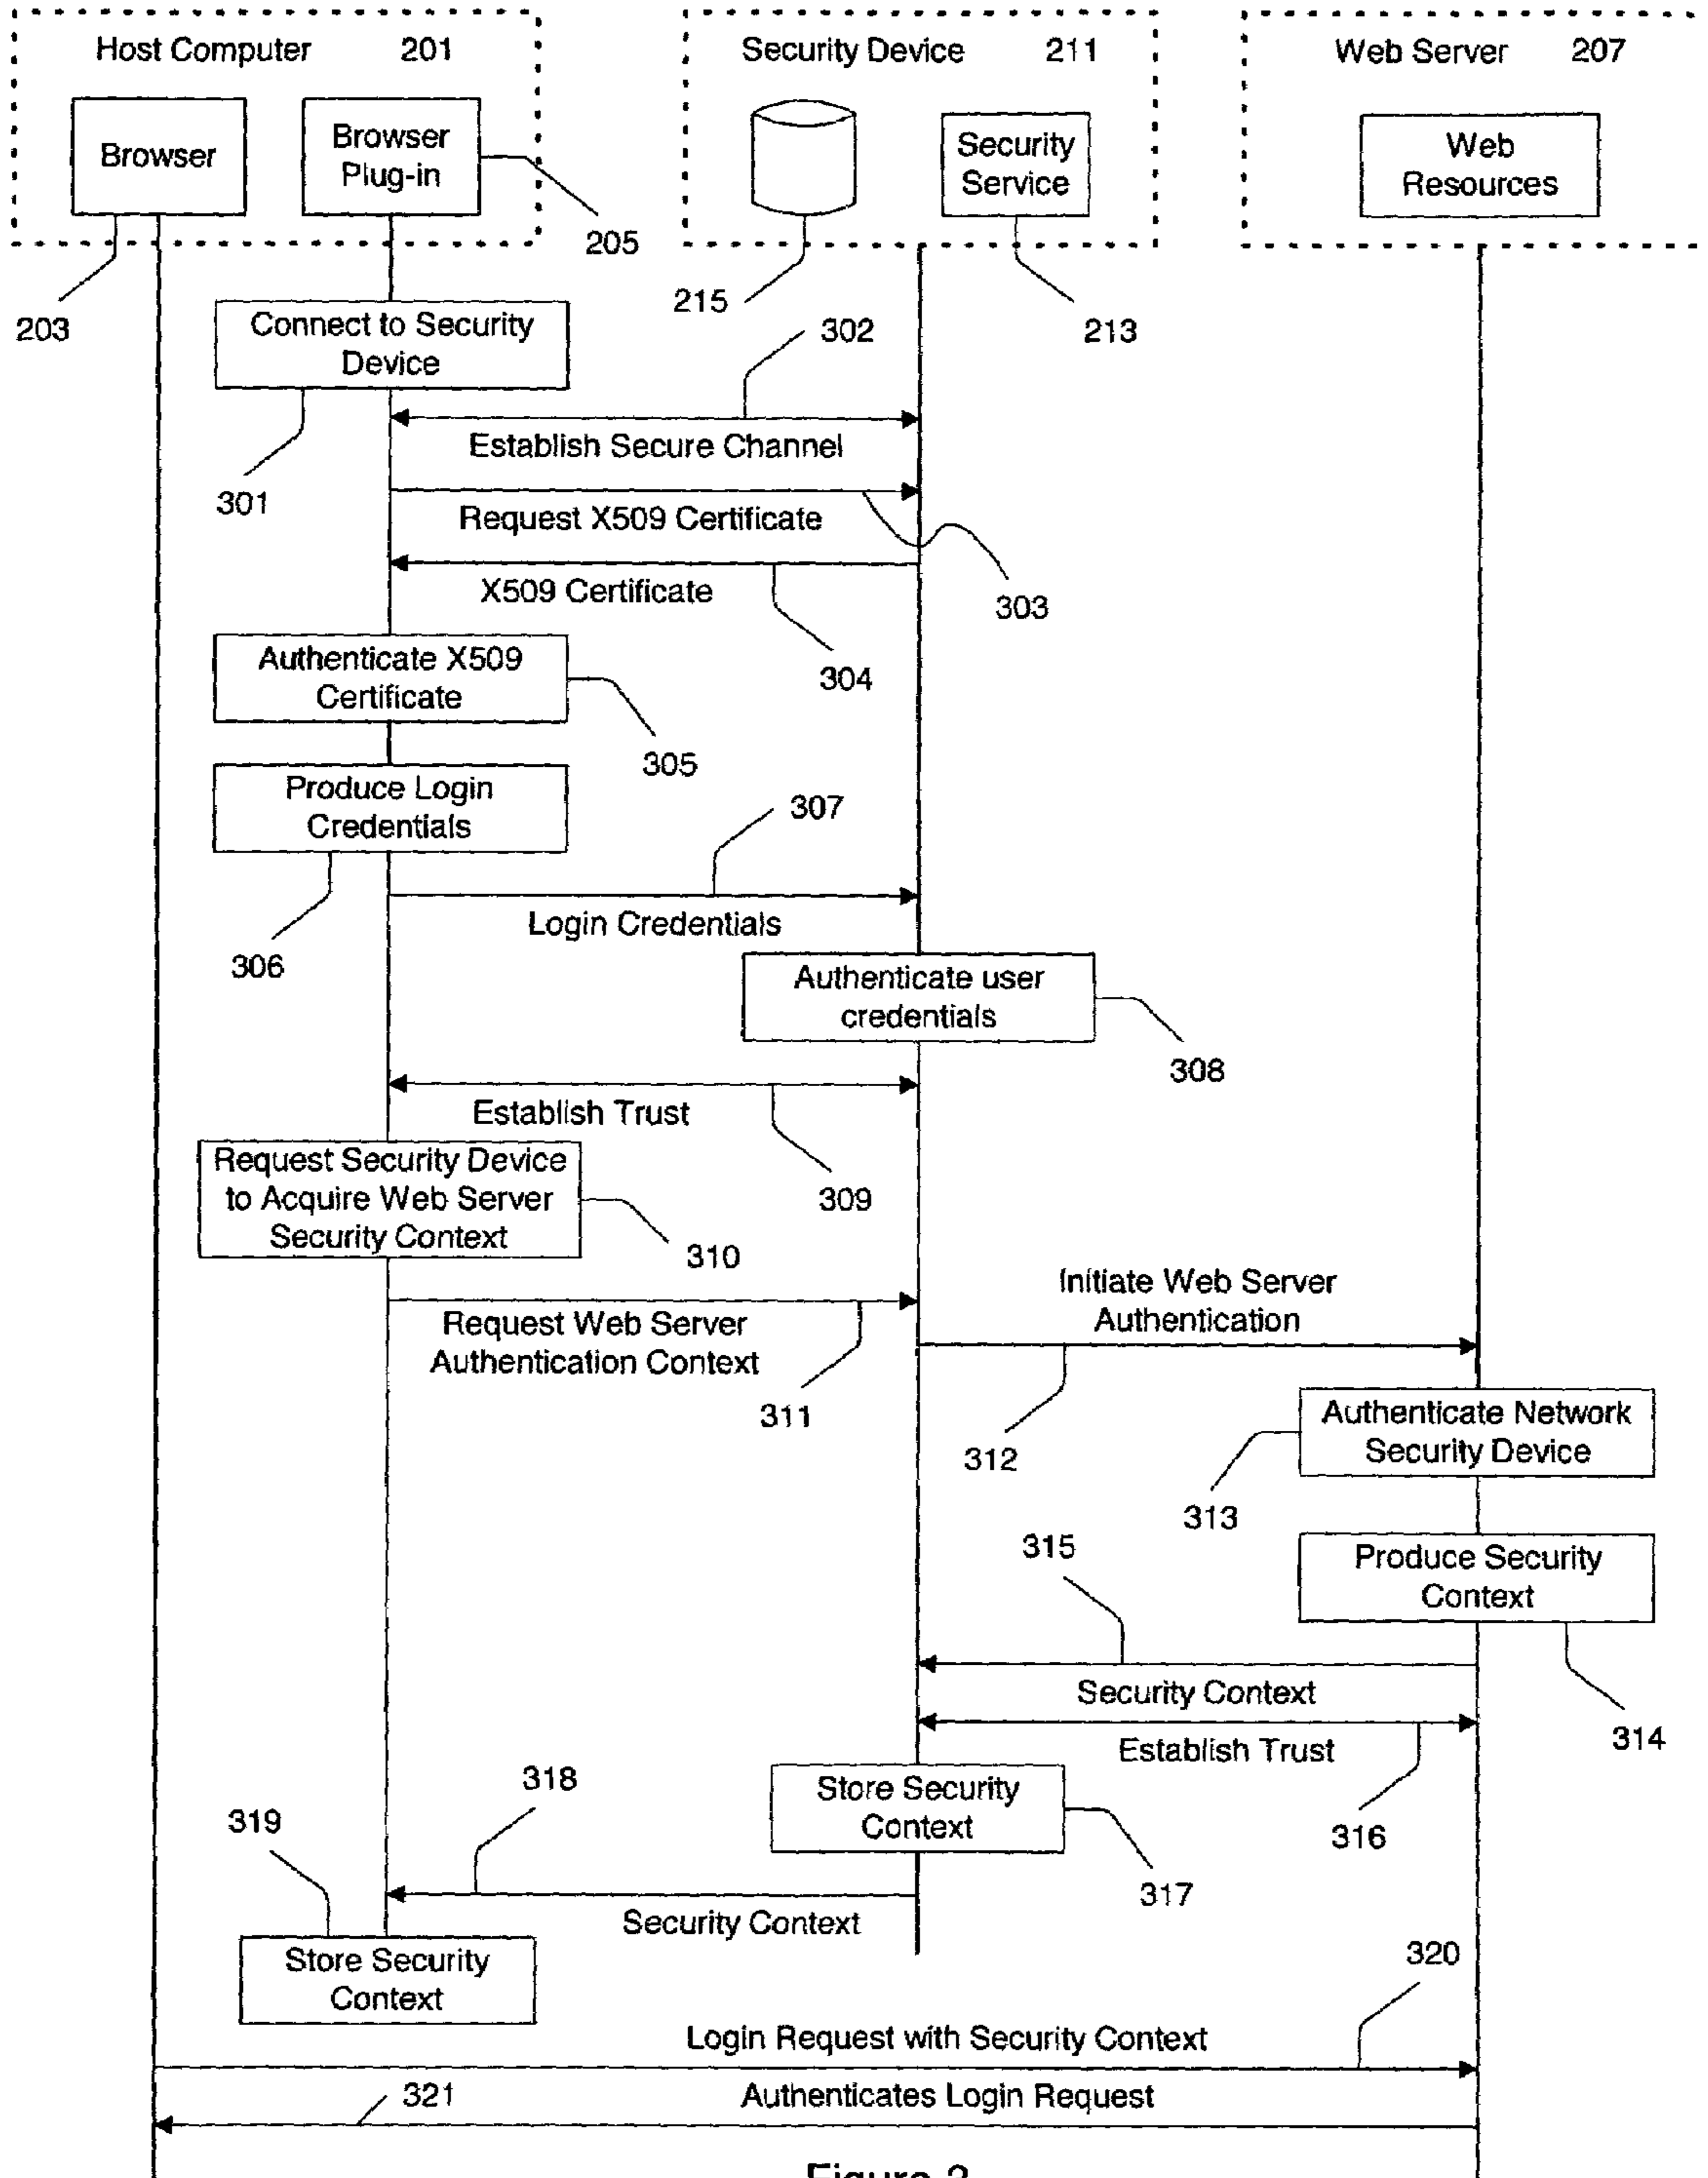 Host Computer 201
Security Device 211
Web Server 207
Browser
Browser
Plug-in
Security
Service
Web
Resources
205
203
215
213
Connect to Security
Device
302
301
Establish Secure Channel
Request X509 Certificate
X509 Certificate
303
304
Authenticate X509
Certificate
305
Produce Login
Credentials
307
306
Login Credentials
Authenticate user
credentials
308
Establish Trust
309
Request Security Device
to Acquire Web Server
Security Context
310
Request Web Server
Authentication Context
311
Initiate Web Server
Authentication
312
Authenticate Network
Security Device
313
Produce Security
Context
315
314
Security Context
Establish Trust
316
Store Security
Context
317
318
319
Security Context
Store Security
Context
320
Login Request with Security Context
321
Authenticates Login Request